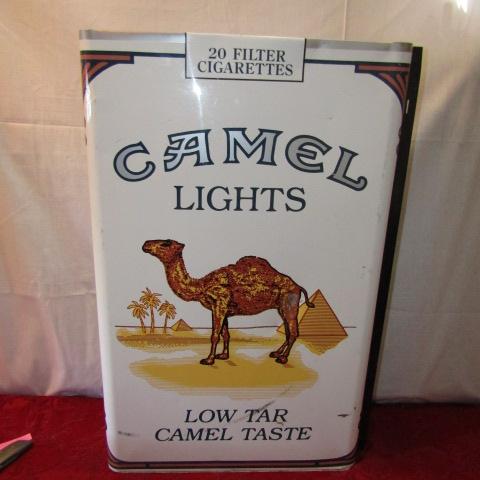 20 FILTER
CIGARETTES
CAMEL
LIGHTS
LOW TAR
CAMEL TASTE